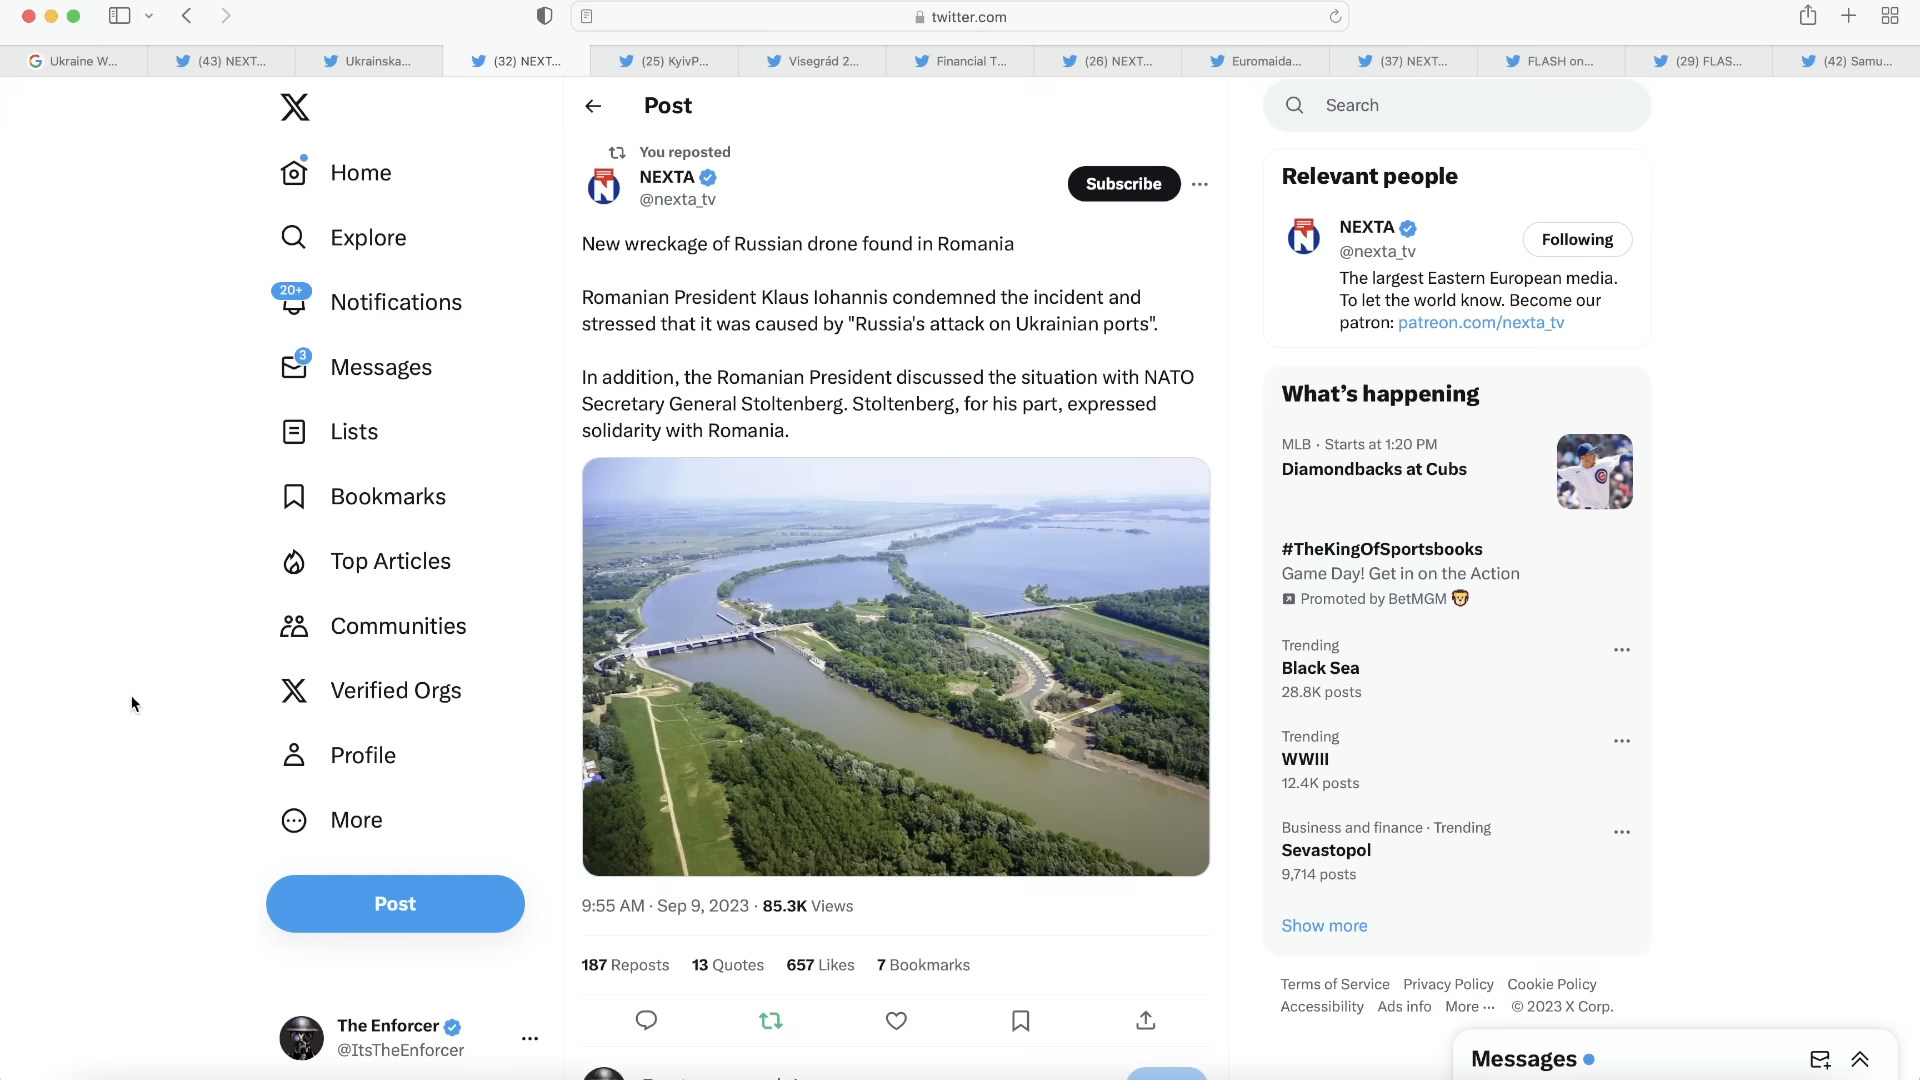 twitter.com
Ukraine W...
(43) NEXT...
Ukrainska...
(32) NEXT...
(25) KyivP...
Visegrád 2...
Financial T...
(26) NEXT...
Euromaida...
(37) NEXT...
FLASH on...
(29) FLAS...
(42) Samu...
Home
Explore
20+
Notifications
3
Messages
Lists
Bookmarks
Top Articles
Communities
Verified Orgs
Profile
More
Post
The Enforcer
@ItsTheEnforcer
Post
You reposted
NEXTA
@nexta_tv
Subscribe
New wreckage of Russian drone found in Romania
Romanian President Klaus Iohannis condemned the incident and
stressed that it was caused by "Russia's attack on Ukrainian ports".
In addition, the Romanian President discussed the situation with NATO
Secretary General Stoltenberg. Stoltenberg, for his part, expressed
solidarity with Romania.
9:55 AM · Sep 9, 2023 · 85.3K Views
187 Reposts 13 Quotes 657 Likes 7 Bookmarks
Search
Relevant people
NEXTA
@nexta_tv
Following
The largest Eastern European media.
To let the world know. Become our
patron: patreon.com/nexta_tv
What's happening
MLB · Starts at 1:20 PM
Diamondbacks at Cubs
#TheKingOfSportsbooks
Game Day! Get in on the Action
Promoted by BetMGM
Trending
Black Sea
28.8K posts
Trending
WWIII
12.4K posts
Business and finance · Trending
Sevastopol
9,714 posts
Show more
Terms of Service Privacy Policy Cookie Policy
Accessibility Ads info More ··· © 2023 X Corp.
Messages